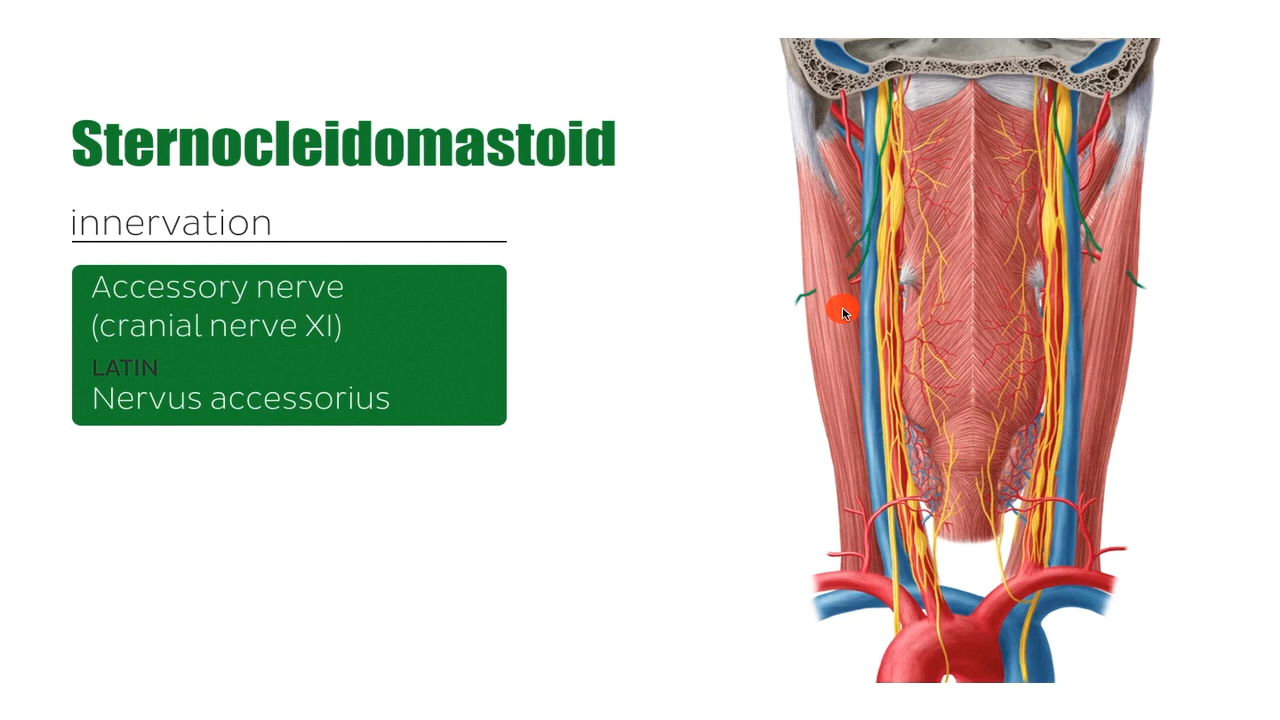 Sternocleidomastoid
innervation
Accessory nerve
(cranial nerve XI)
LATIN
Nervus accessorius